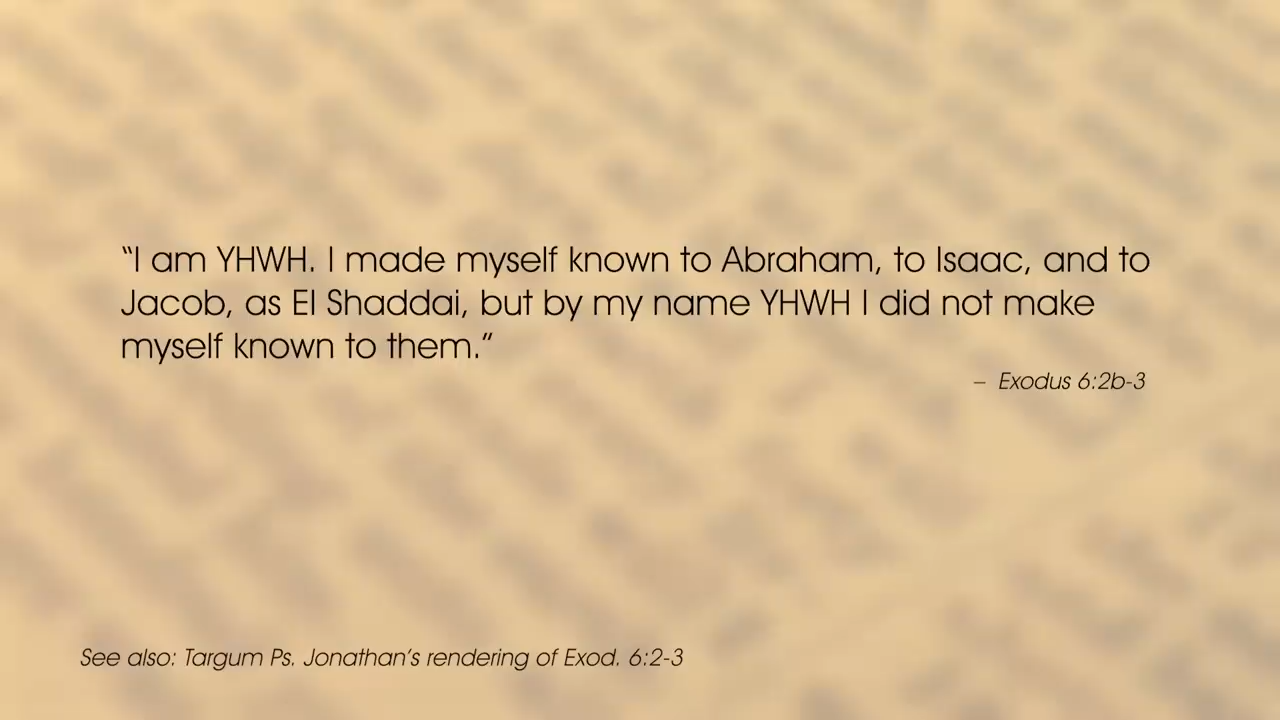 “I am YHWH. I made myself known to Abraham, to Isaac, and to
Jacob, as El Shaddai, but by my name YHWH I did not make
myself known to them.”
– Exodus 6:2b-3
See also: Targum Ps. Jonathan’s rendering of Exod. 6:2-3